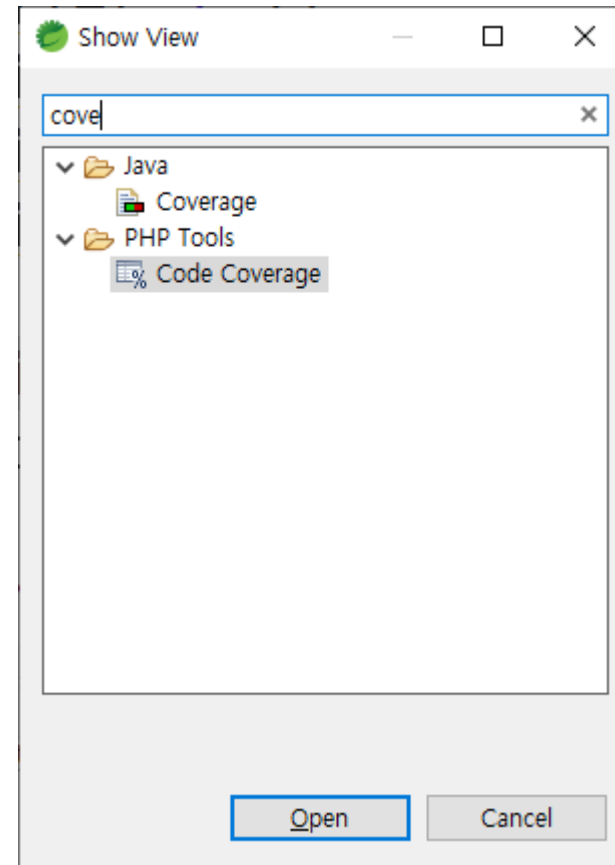 Show View
cove
Java
Coverage
PHP Tools
Code Coverage
Open Cancel